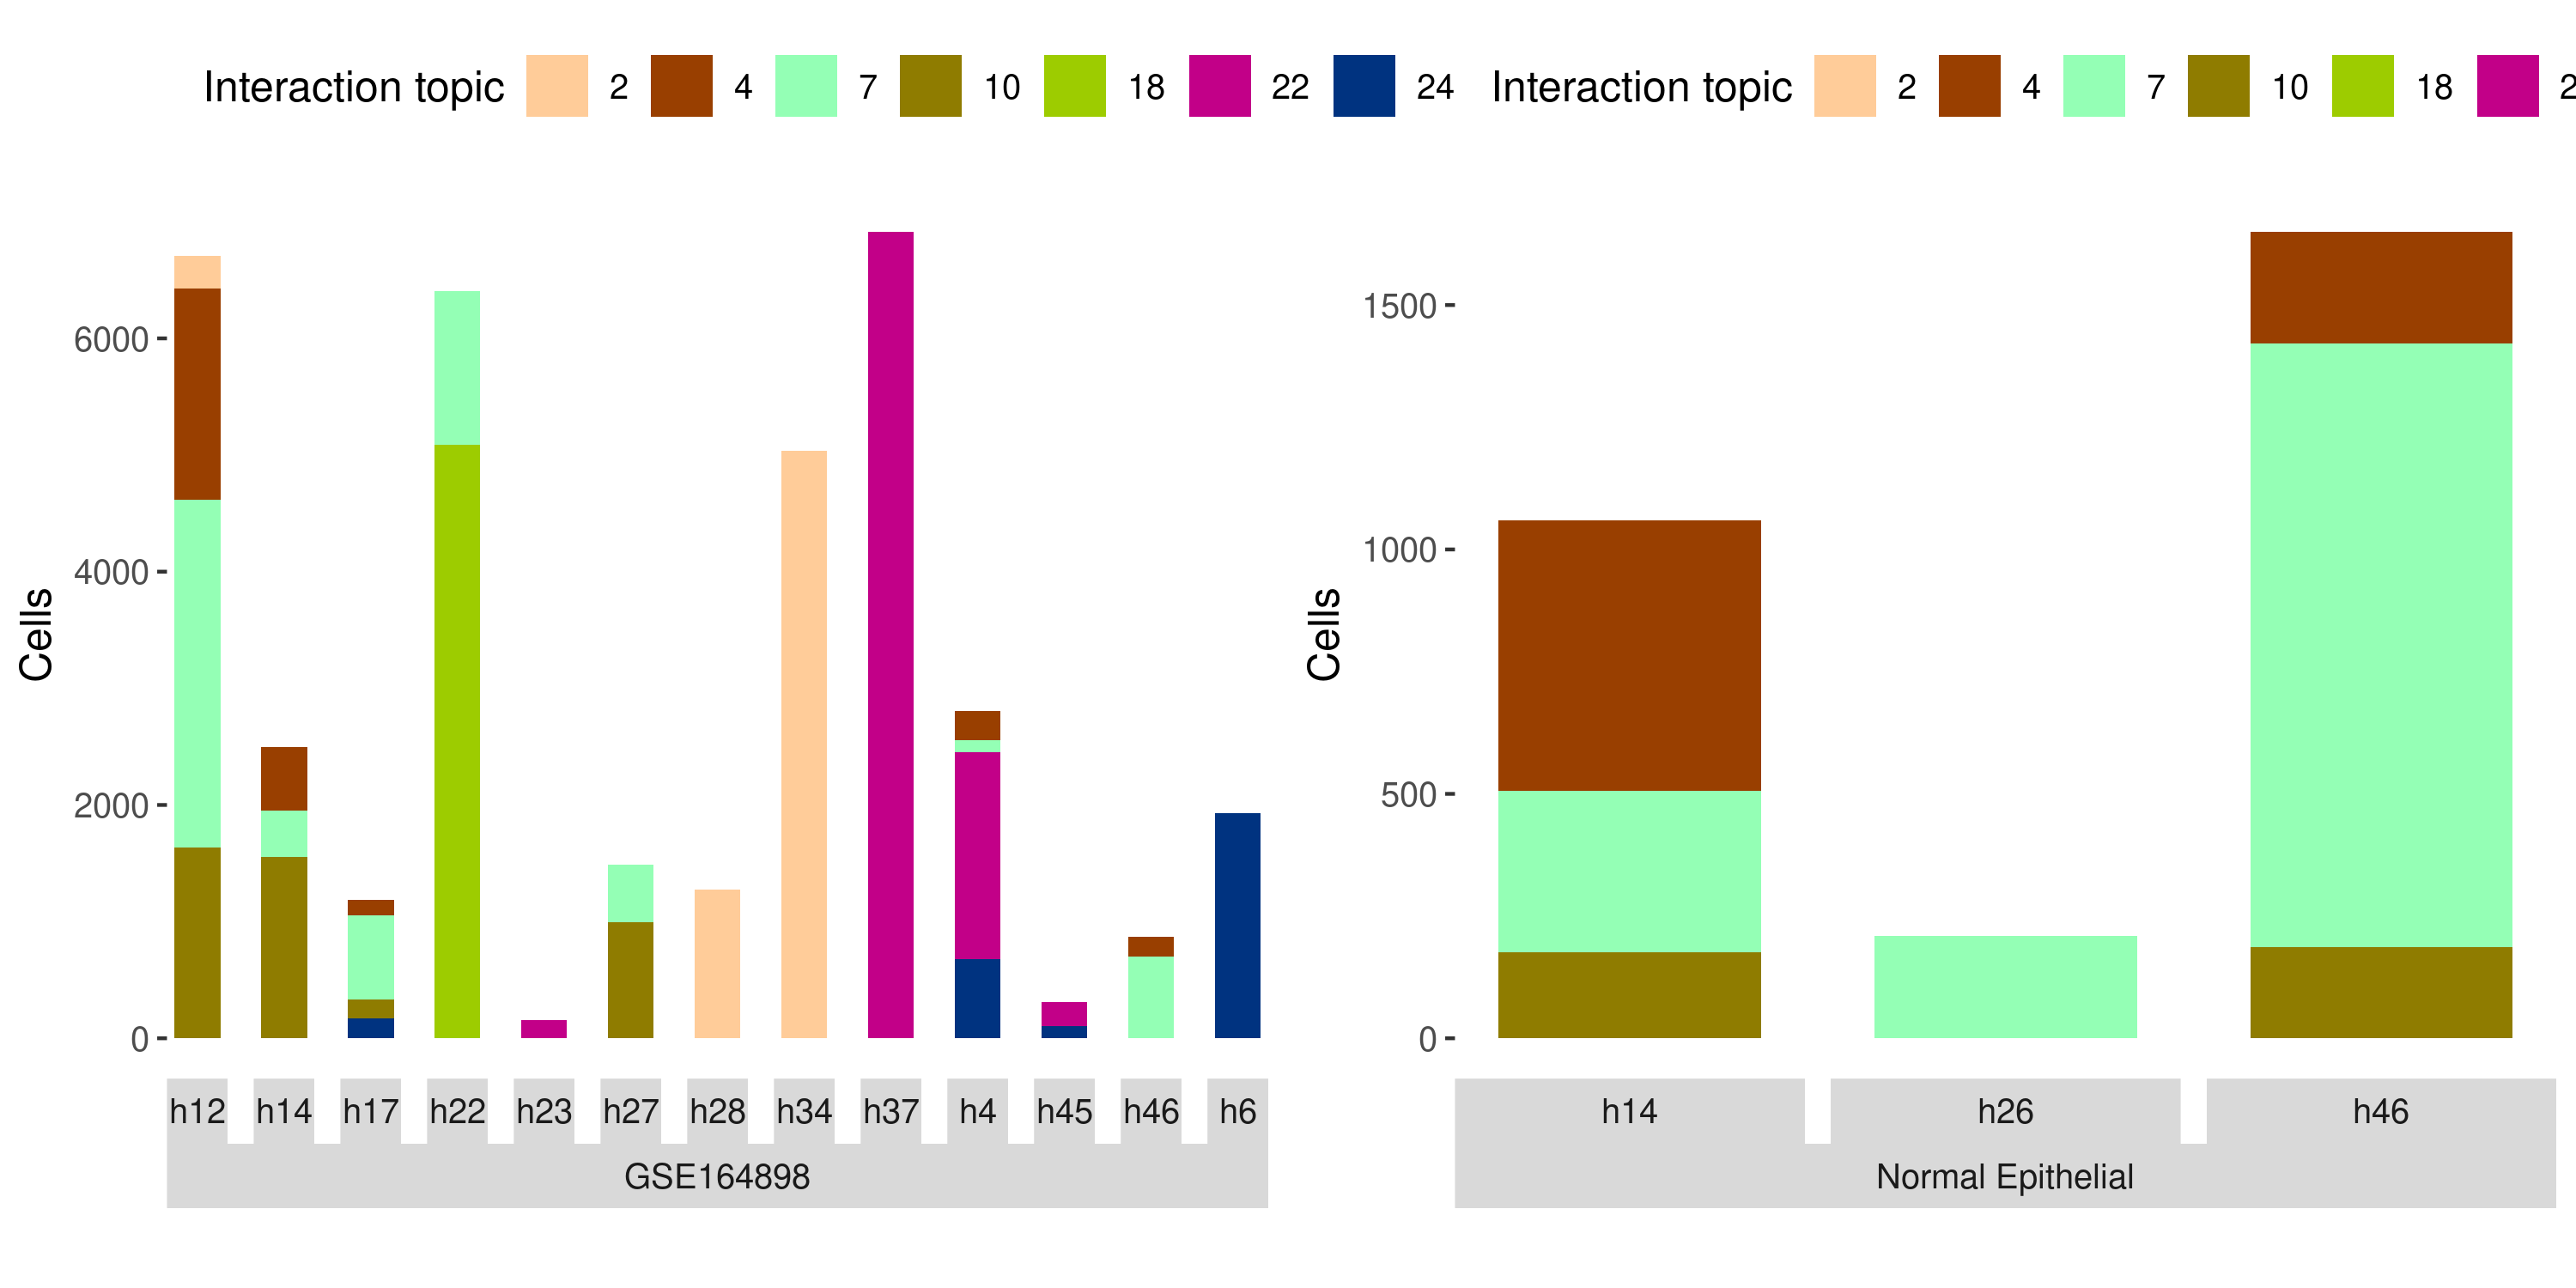 Interaction topic 2 4 7 10 18 22 24
Cells
6000
4000
2000
0
h12 h14 h17 h22 h23 h27 h28 h34 h37 h4 h45 h46 h6
GSE164898
Interaction topic 2 4 7 10 18 2
Cells
1500
1000
500
0
h14 h26 h46
Normal Epithelial